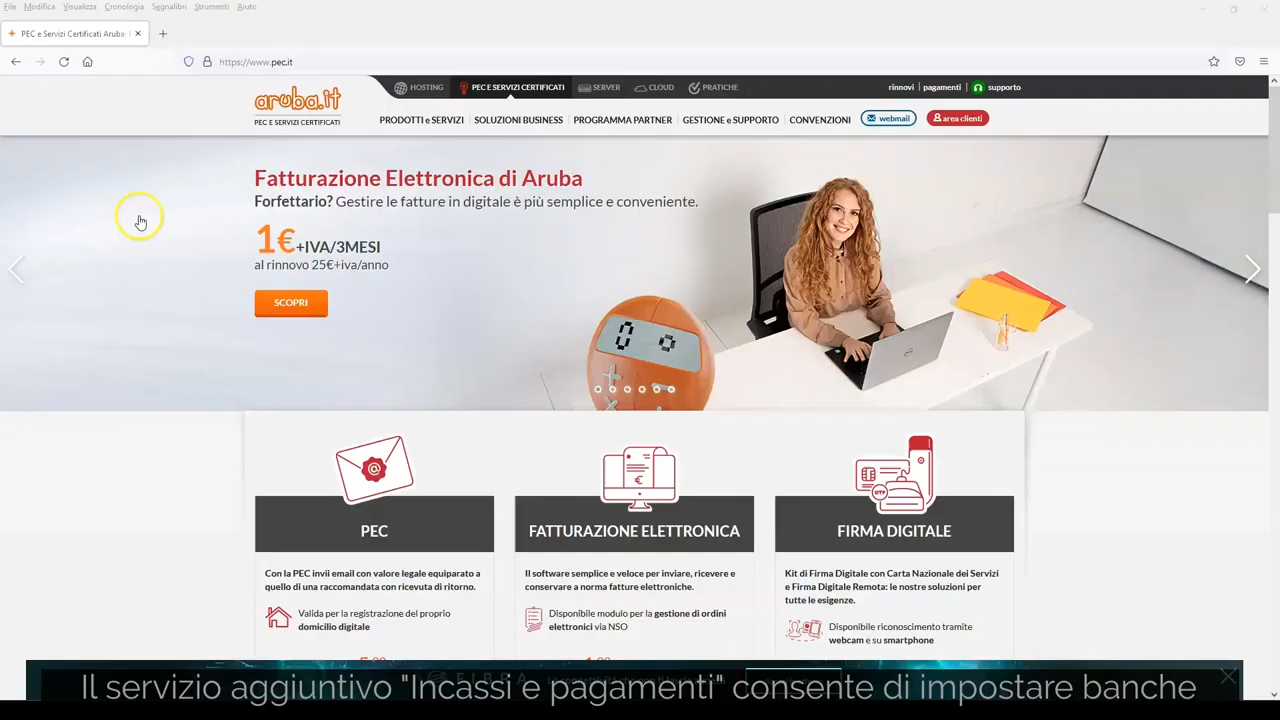 File Modifica Visualizza Cronologia Segnalibri Strumenti Aiuto
PEC e Servizi Certificati Aruba
https://www.pec.it
HOSTING PEC E SERVIZI CERTIFICATI SERVER CLOUD PRATICHE
rinnovi | pagamenti | supporto
aruba.it
PEC E SERVIZI CERTIFICATI
PRODOTTI e SERVIZI SOLUZIONI BUSINESS PROGRAMMA PARTNER GESTIONE e SUPPORTO CONVENZIONI webmail area clienti
Fatturazione Elettronica di Aruba
Forfettario? Gestire le fatture in digitale è più semplice e conveniente.
1€+IVA/3MESI
al rinnovo 25€+iva/anno
SCOPRI
PEC
Con la PEC invii email con valore legale equiparato a
quello di una raccomandata con ricevuta di ritorno.
Valida per la registrazione del proprio
domicilio digitale
FATTURAZIONE ELETTRONICA
Il software semplice e veloce per inviare, ricevere e
conservare a norma fatture elettroniche.
Disponibile modulo per la gestione di ordini
elettronici via NSO
OTP
FIRMA DIGITALE
Kit di Firma Digitale con Carta Nazionale dei Servizi
e Firma Digitale Remota: le nostre soluzioni per
tutte le esigenze.
Disponibile riconoscimento tramite
webcam e su smartphone
Il servizio aggiuntivo "Incassi e pagamenti" consente di impostare banche